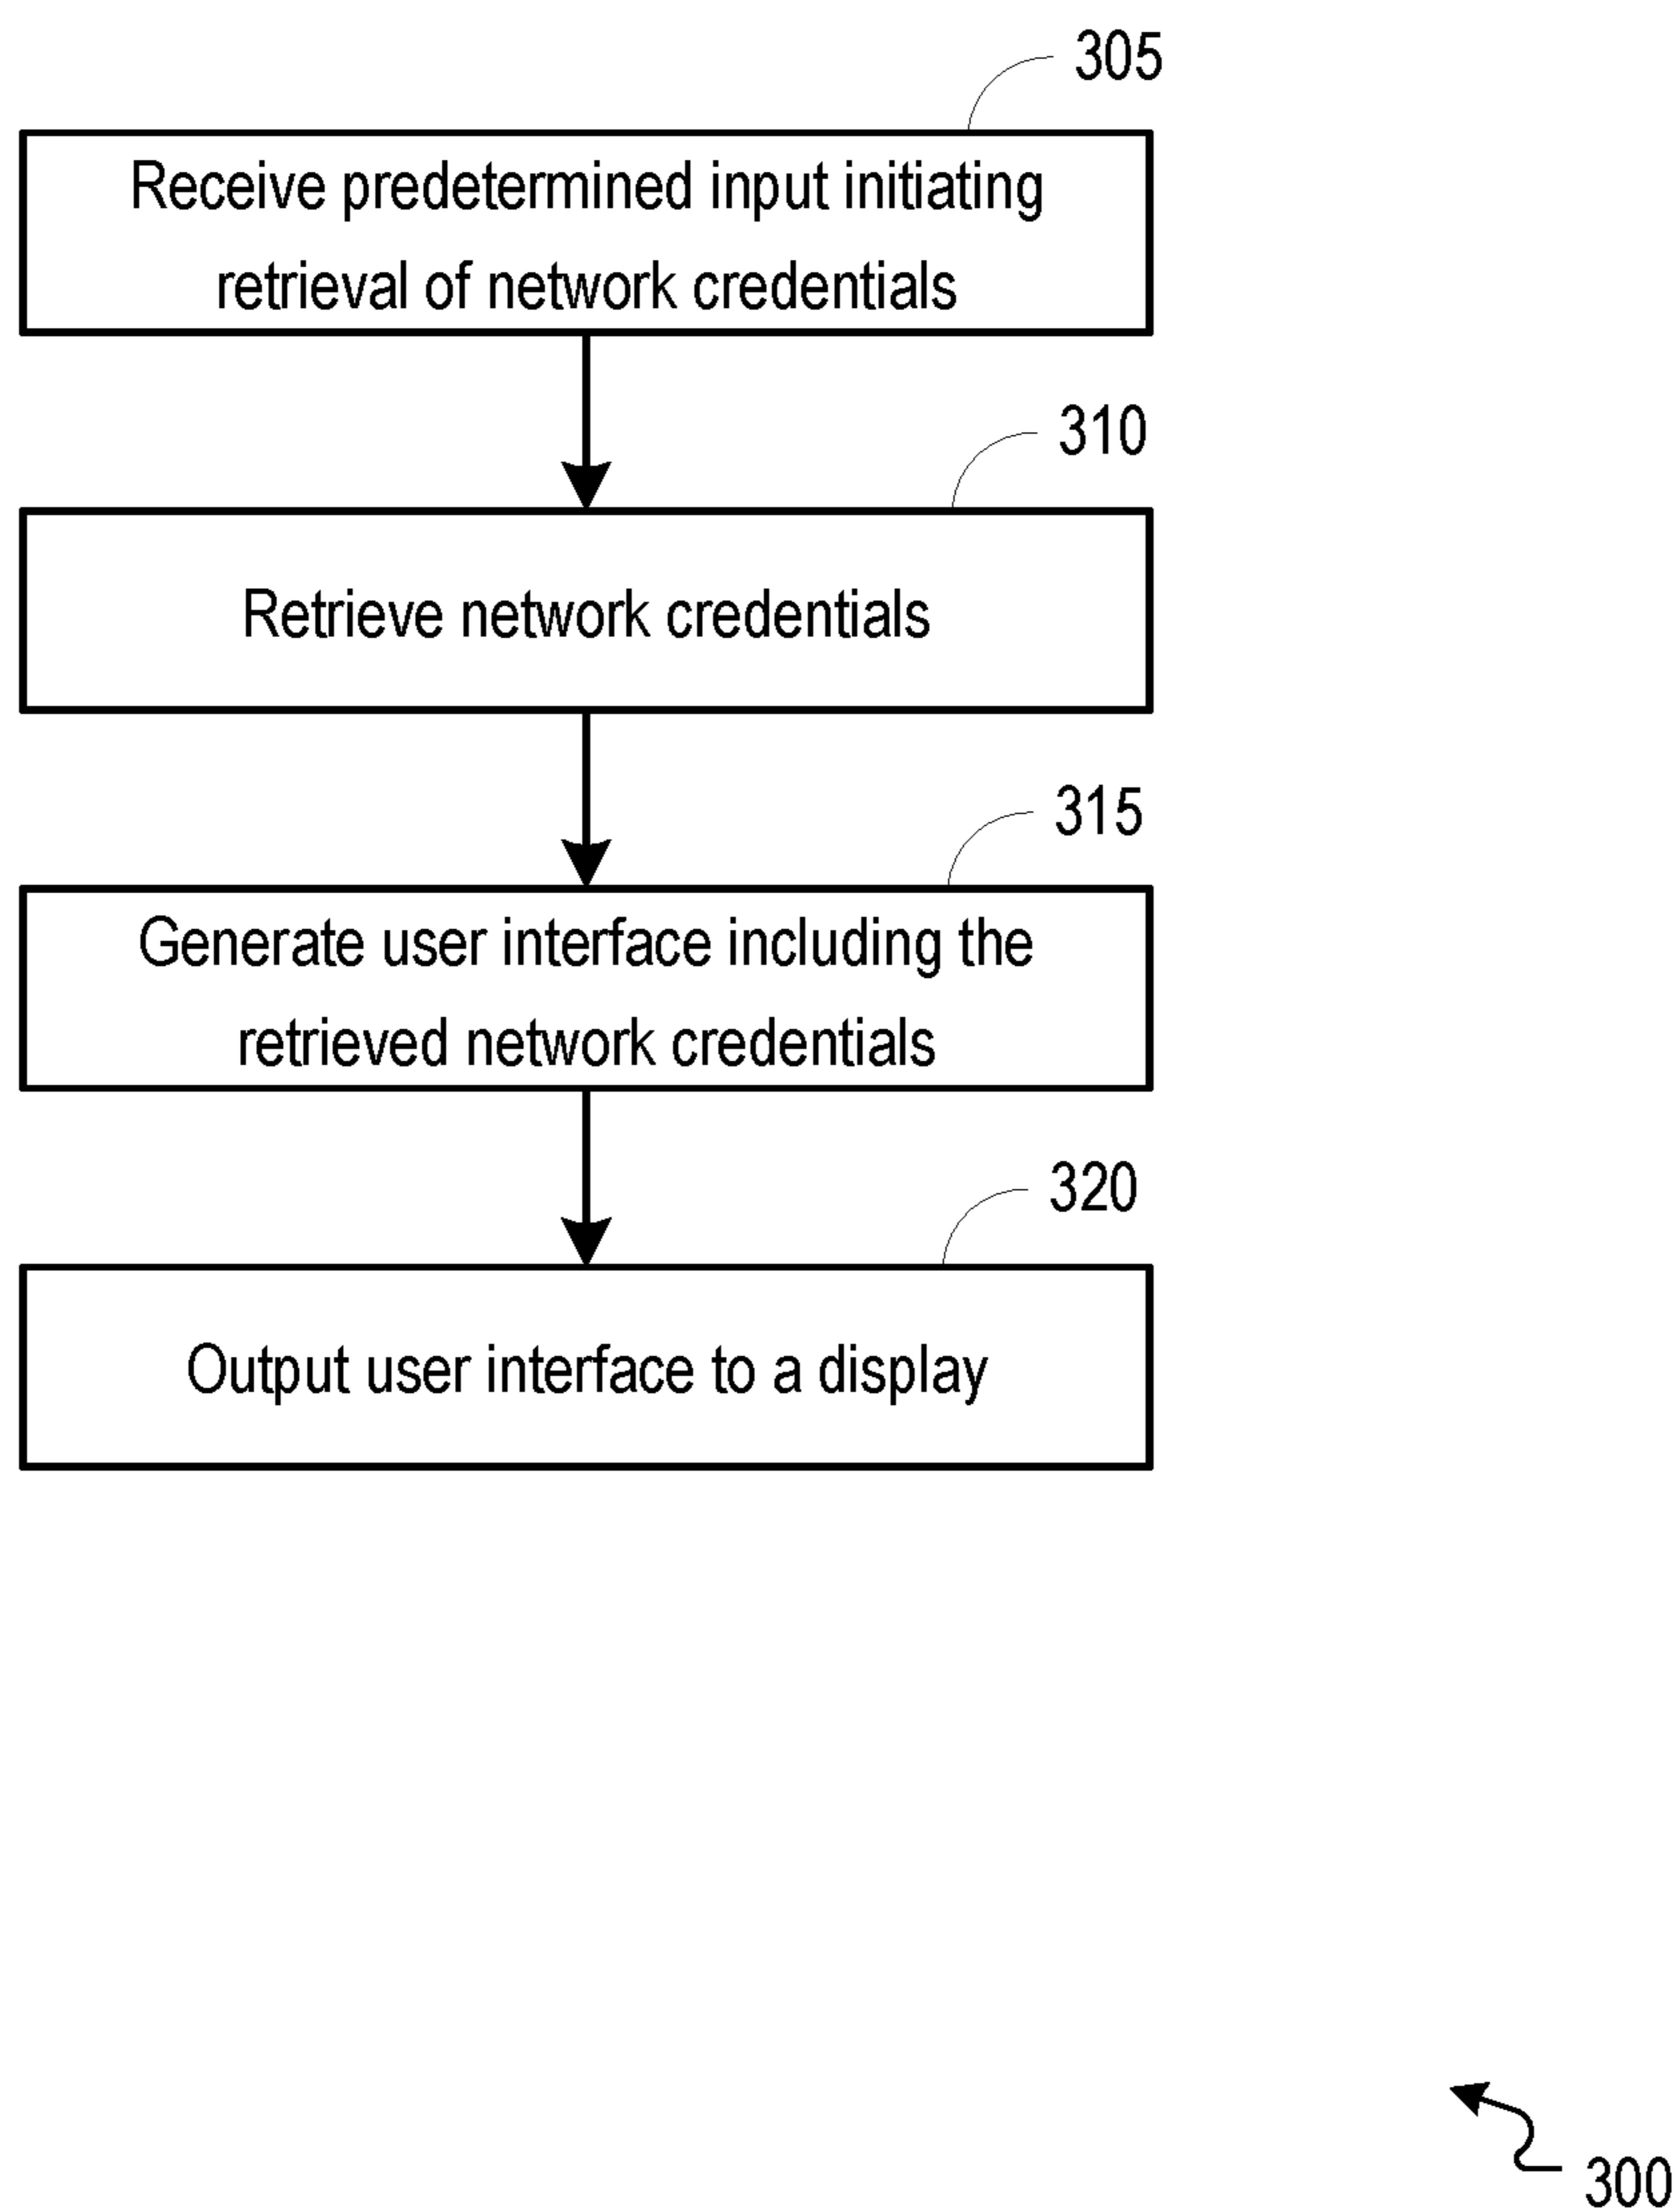 305
Receive predetermined input initiating
retrieval of network credentials
310
Retrieve network credentials
315
Generate user interface including the
retrieved network credentials
320
Output user interface to a display
300